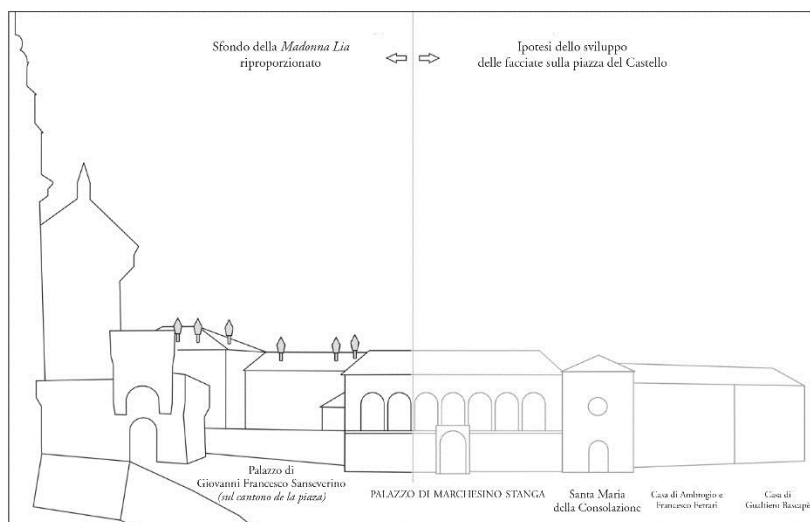 Sfondo della Madonna Lia
riproporzionato
Ipotesi dello sviluppo
delle facciate sulla piazza del Castello
Palazzo di
Giovanni Francesco Sanseverino
(sul cantono de la piaza)
PALAZZO DI MARCHESINO STANGA
Santa Maria
della Consolazione
Casa di Ambrogio e
Francesco Ferrari
Casa di
Gualtiero Bascapè